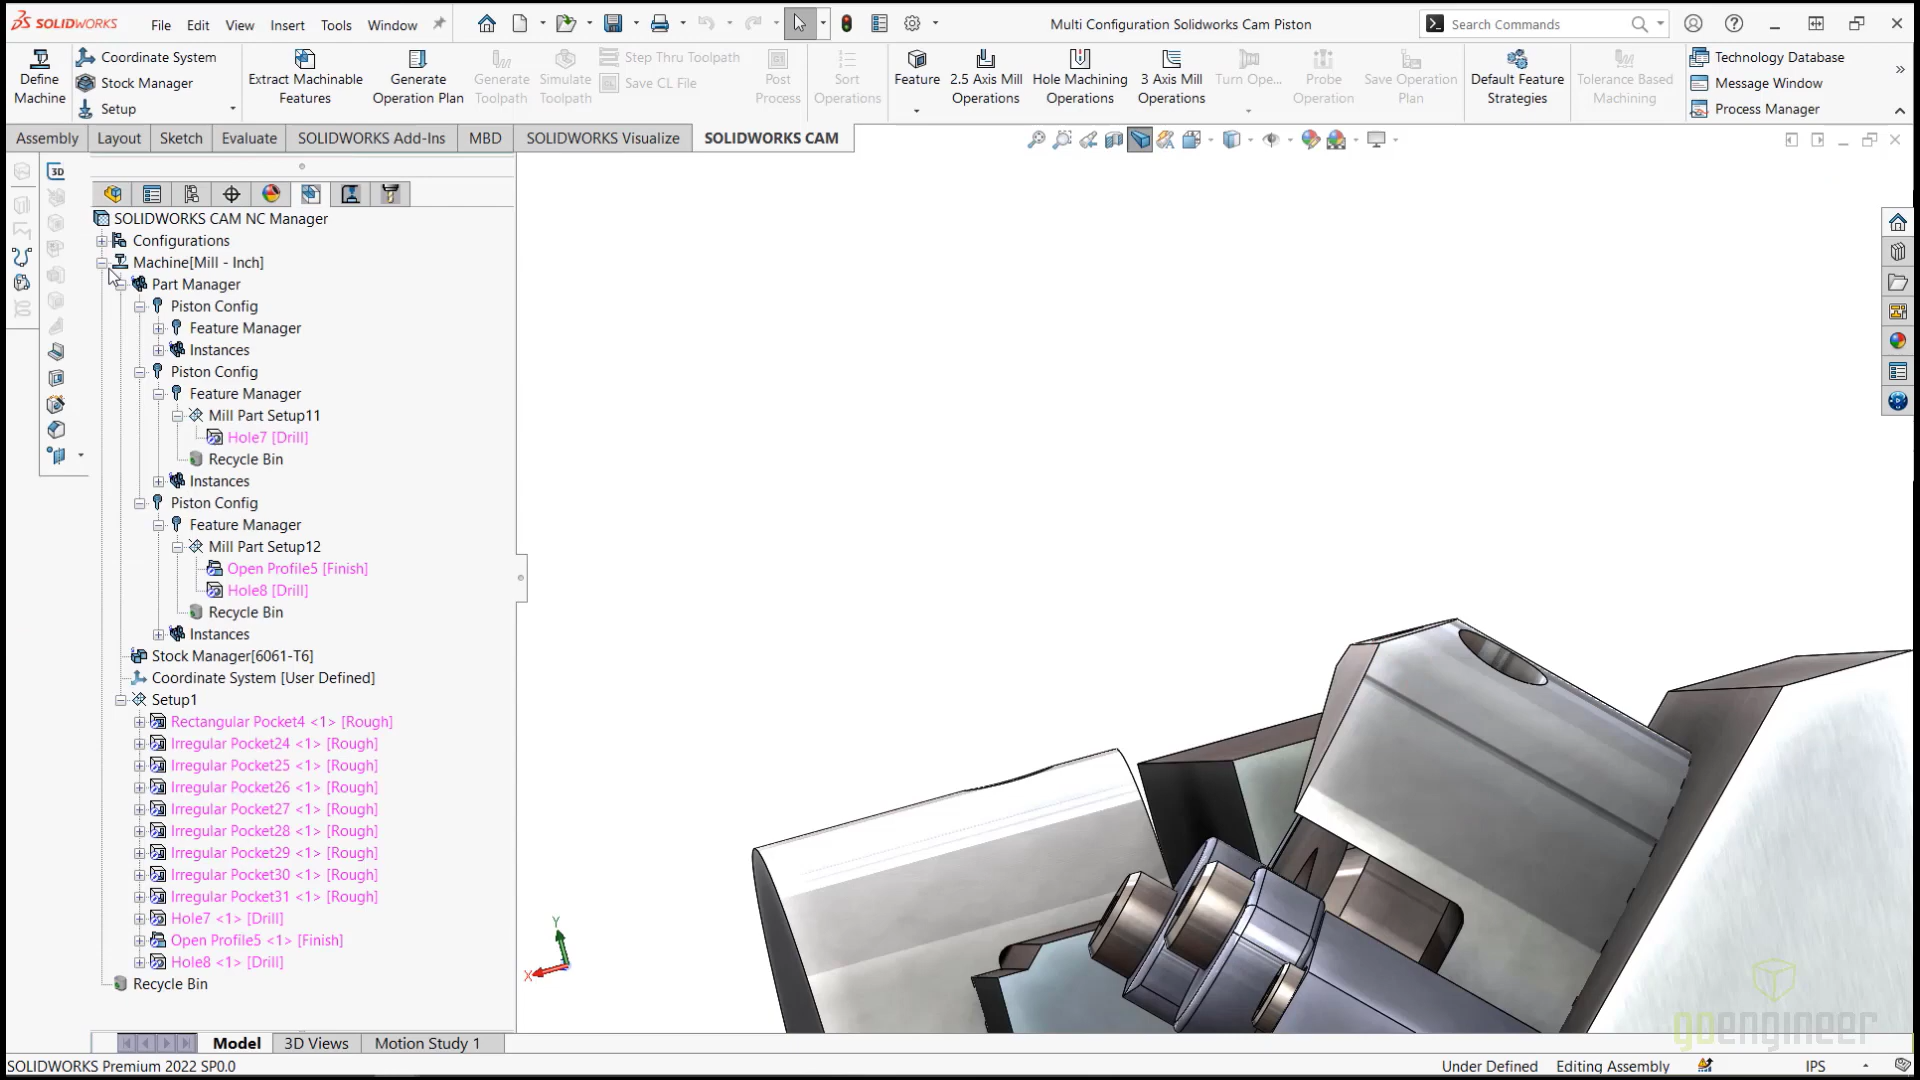 SOLIDWORKS File Edit View Insert Tools Window Multi Configuration Solidworks Cam Piston Search Commands
Define Machine
Coordinate System
Stock Manager
Setup
Extract Machinable Features
Generate Operation Plan
Generate Toolpath
Simulate Toolpath
Step Thru Toolpath
Save CL File
Post Process
Sort Operations
Feature
2.5 Axis Mill Operations
Hole Machining Operations
3 Axis Mill Operations
Turn Ope...
Probe Operation
Save Operation Plan
Default Feature Strategies
Tolerance Based Machining
Technology Database
Message Window
Process Manager
Assembly Layout Sketch Evaluate SOLIDWORKS Add-Ins MBD SOLIDWORKS Visualize SOLIDWORKS CAM
3D
SOLIDWORKS CAM NC Manager
Configurations
Machine[Mill - Inch]
Part Manager
Piston Config
Feature Manager
Instances
Piston Config
Feature Manager
Mill Part Setup11
Hole7 [Drill]
Recycle Bin
Instances
Piston Config
Feature Manager
Mill Part Setup12
Open Profile5 [Finish]
Hole8 [Drill]
Recycle Bin
Instances
Stock Manager[6061-T6]
Coordinate System [User Defined]
Setup1
Rectangular Pocket4 <1> [Rough]
Irregular Pocket24 <1> [Rough]
Irregular Pocket25 <1> [Rough]
Irregular Pocket26 <1> [Rough]
Irregular Pocket27 <1> [Rough]
Irregular Pocket28 <1> [Rough]
Irregular Pocket29 <1> [Rough]
Irregular Pocket30 <1> [Rough]
Irregular Pocket31 <1> [Rough]
Hole7 <1> [Drill]
Open Profile5 <1> [Finish]
Hole8 <1> [Drill]
Recycle Bin
Y
X
goengineer
Model 3D Views Motion Study 1
SOLIDWORKS Premium 2022 SP0.0 Under Defined Editing Assembly IPS